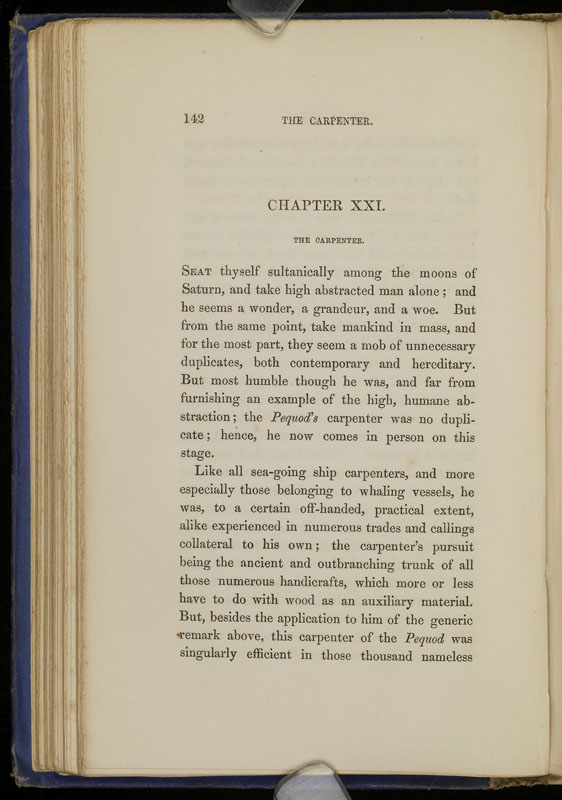 142 THE CARPENTER.
CHAPTER XXI.
THE CARPENTER.
SEAT thyself sultanically among the moons of
Saturn, and take high abstracted man alone; and
he seems a wonder, a grandeur, and a woe. But
from the same point, take mankind in mass, and
for the most part, they seem a mob of unnecessary
duplicates, both contemporary and hereditary.
But most humble though he was, and far from
furnishing an example of the high, humane ab-
straction; the Pequod's carpenter was no dupli-
cate; hence, he now comes in person on this
stage.
Like all sea-going ship carpenters, and more
especially those belonging to whaling vessels, he
was, to a certain off-handed, practical extent,
alike experienced in numerous trades and callings
collateral to his own; the carpenter's pursuit
being the ancient and outbranching trunk of all
those numerous handicrafts, which more or less
have to do with wood as an auxiliary material.
But, besides the application to him of the generic
remark above, this carpenter of the Pequod was
singularly efficient in those thousand nameless